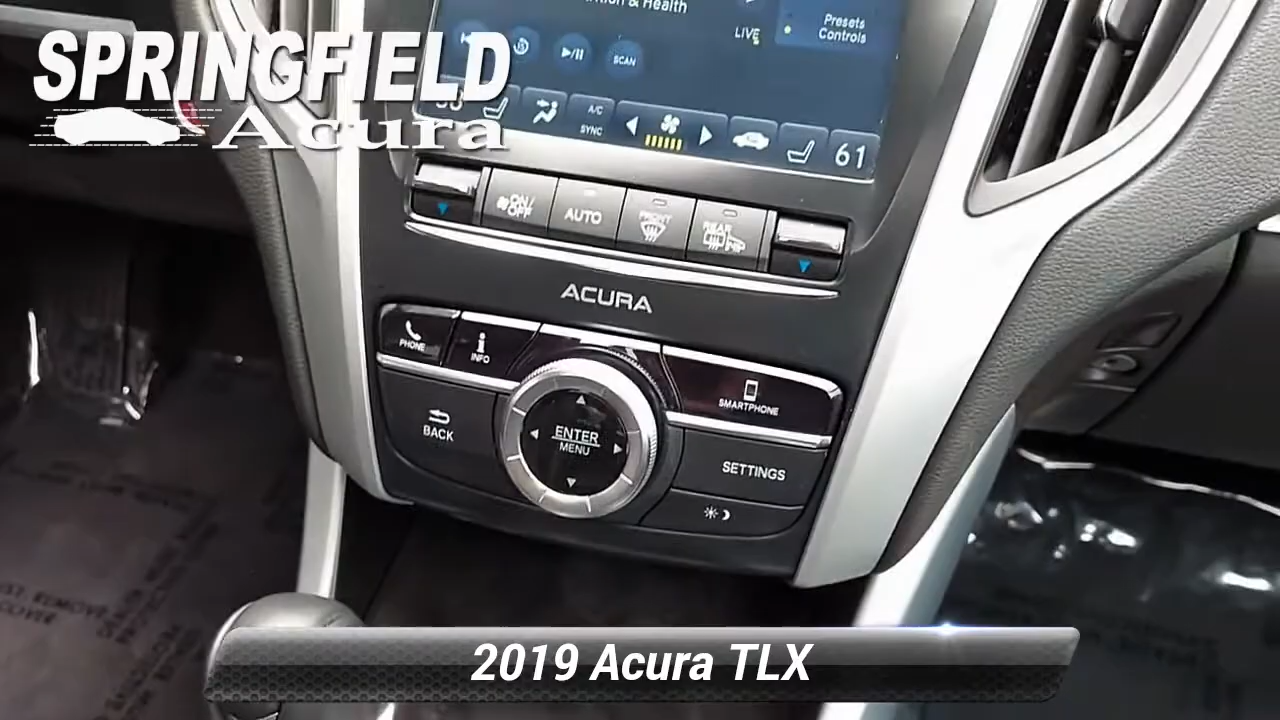 & Health
LIVE
Presets
Controls
SCAN
SPRINGFIELD
Acura
A/C
SYNC
61
ON/
OFF
AUTO
FRONT
REAR
ACURA
PHONE
INFO
SMARTPHONE
BACK
ENTER
MENU
SETTINGS
2019 Acura TLX